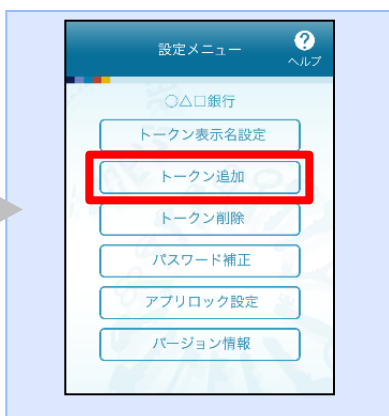 設定メニュー
?
ヘルプ
○△□銀行
トークン表示名設定
トークン追加
トークン削除
パスワード補正
アプリロック設定
バージョン情報